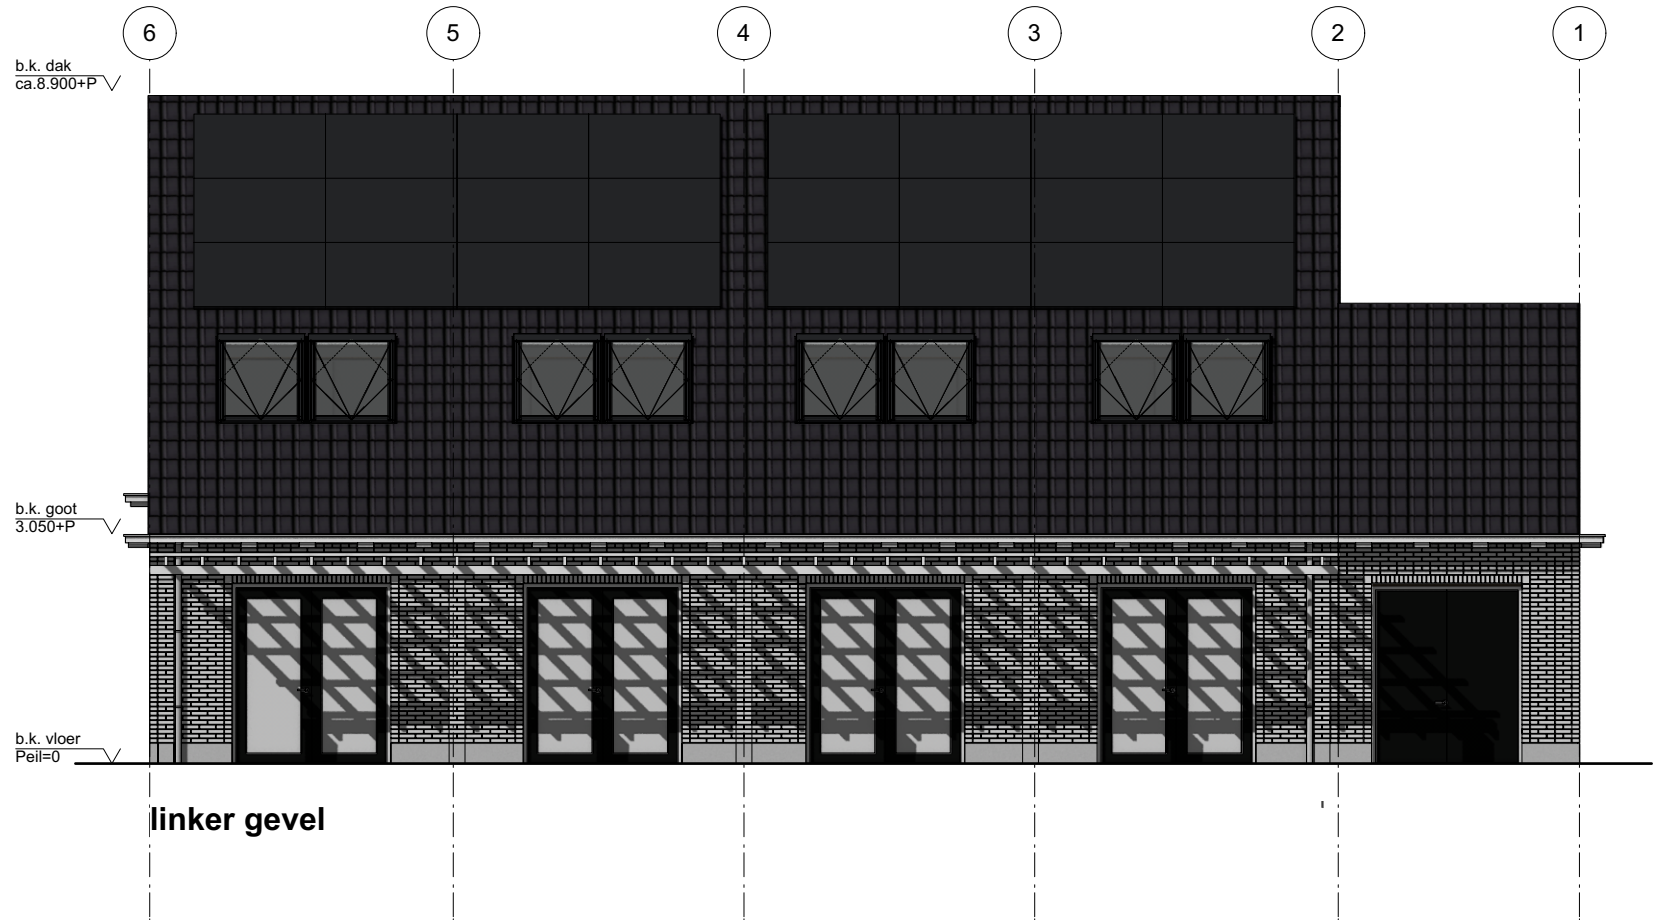 6 5 4 3 2 1
b.k. dak
ca.8.900+P
b.k. goot
3.050+P
b.k. vloer
Peil=0
linker gevel